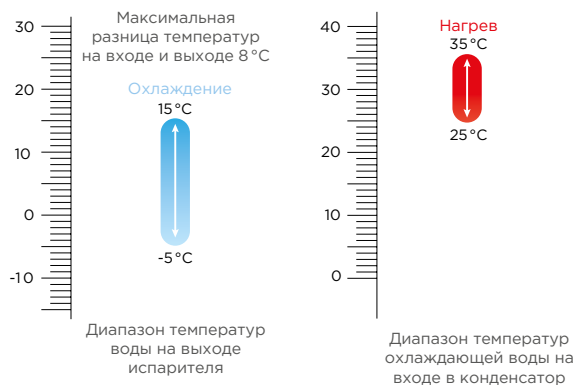 30
20
10
0
-10
Максимальная
разница температур
на входе и выходе 8 °C
Охлаждение
15 °C
-5 °C
Диапазон температур
воды на выходе
испарителя
40
30
20
10
0
Нагрев
35 °C
25 °C
Диапазон температур
охлаждающей воды на
входе в конденсатор